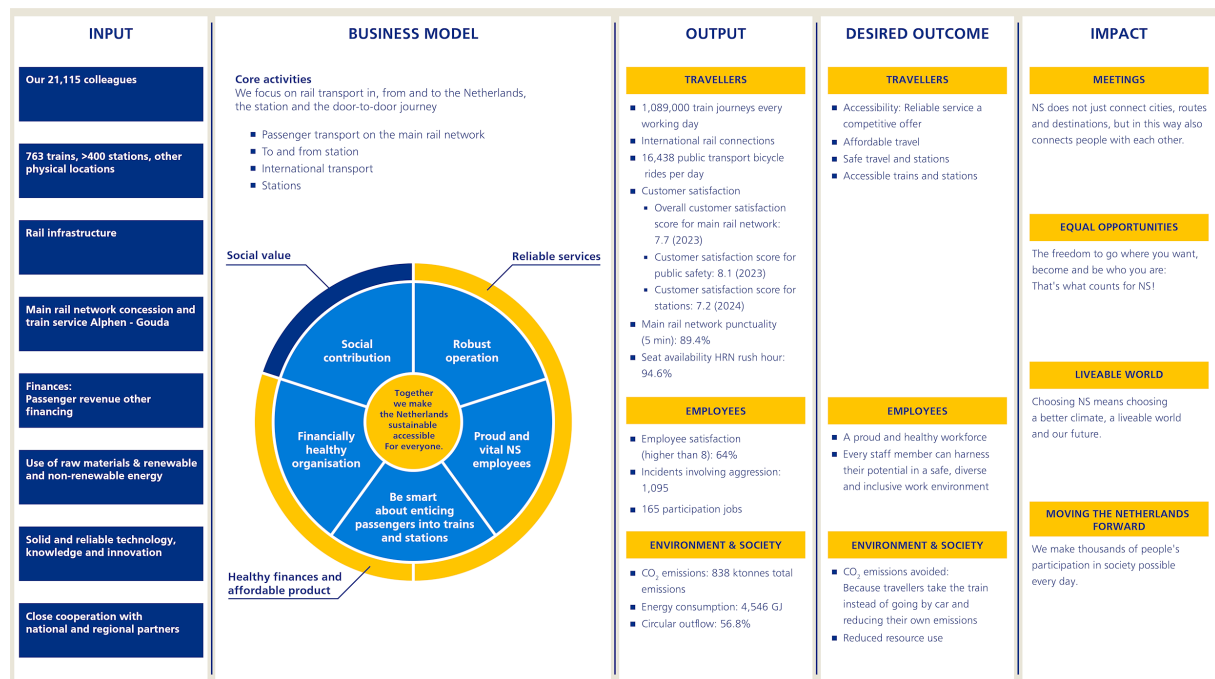 INPUT
Our 21,115 colleagues
763 trains, >400 stations, other
physical locations
Rail infrastructure
Main rail network concession and
train service Alphen - Gouda
Finances:
Passenger revenue other
financing
Use of raw materials & renewable
and non-renewable energy
Solid and reliable technology,
knowledge and innovation
Close cooperation with
national and regional partners
BUSINESS MODEL
Core activities
We focus on rail transport in, from and to the Netherlands,
the station and the door-to-door journey
■ Passenger transport on the main rail network
■ To and from station
■ International transport
■ Stations
Social value
Reliable services
Social
contribution
Robust
operation
Together
we make
the Netherlands
sustainable
accessible
For everyone.
Financially
healthy
organisation
Proud and
vital NS
employees
Be smart
about enticing
passengers into trains
and stations
Healthy finances and
affordable product
OUTPUT
TRAVELLERS
■ 1,089,000 train journeys every
working day
■ International rail connections
■ 16,438 public transport bicycle
rides per day
■ Customer satisfaction
■ Overall customer satisfaction
score for main rail network:
7.7 (2023)
■ Customer satisfaction score for
public safety: 8.1 (2023)
■ Customer satisfaction score for
stations: 7.2 (2024)
■ Main rail network punctuality
(5 min): 89.4%
■ Seat availability HRN rush hour:
94.6%
EMPLOYEES
■ Employee satisfaction
(higher than 8): 64%
■ Incidents involving aggression:
1,095
■ 165 participation jobs
ENVIRONMENT & SOCIETY
■ CO₂ emissions: 838 ktonnes total
emissions
■ Energy consumption: 4,546 GJ
■ Circular outflow: 56.8%
DESIRED OUTCOME
TRAVELLERS
■ Accessibility: Reliable service a
competitive offer
■ Affordable travel
■ Safe travel and stations
■ Accessible trains and stations
EMPLOYEES
■ A proud and healthy workforce
■ Every staff member can harness
their potential in a safe, diverse
and inclusive work environment
ENVIRONMENT & SOCIETY
■ CO₂ emissions avoided:
Because travellers take the train
instead of going by car and
reducing their own emissions
■ Reduced resource use
IMPACT
MEETINGS
NS does not just connect cities, routes
and destinations, but in this way also
connects people with each other.
EQUAL OPPORTUNITIES
The freedom to go where you want,
become and be who you are:
That's what counts for NS!
LIVEABLE WORLD
Choosing NS means choosing
a better climate, a liveable world
and our future.
MOVING THE NETHERLANDS
FORWARD
We make thousands of people's
participation in society possible
every day.